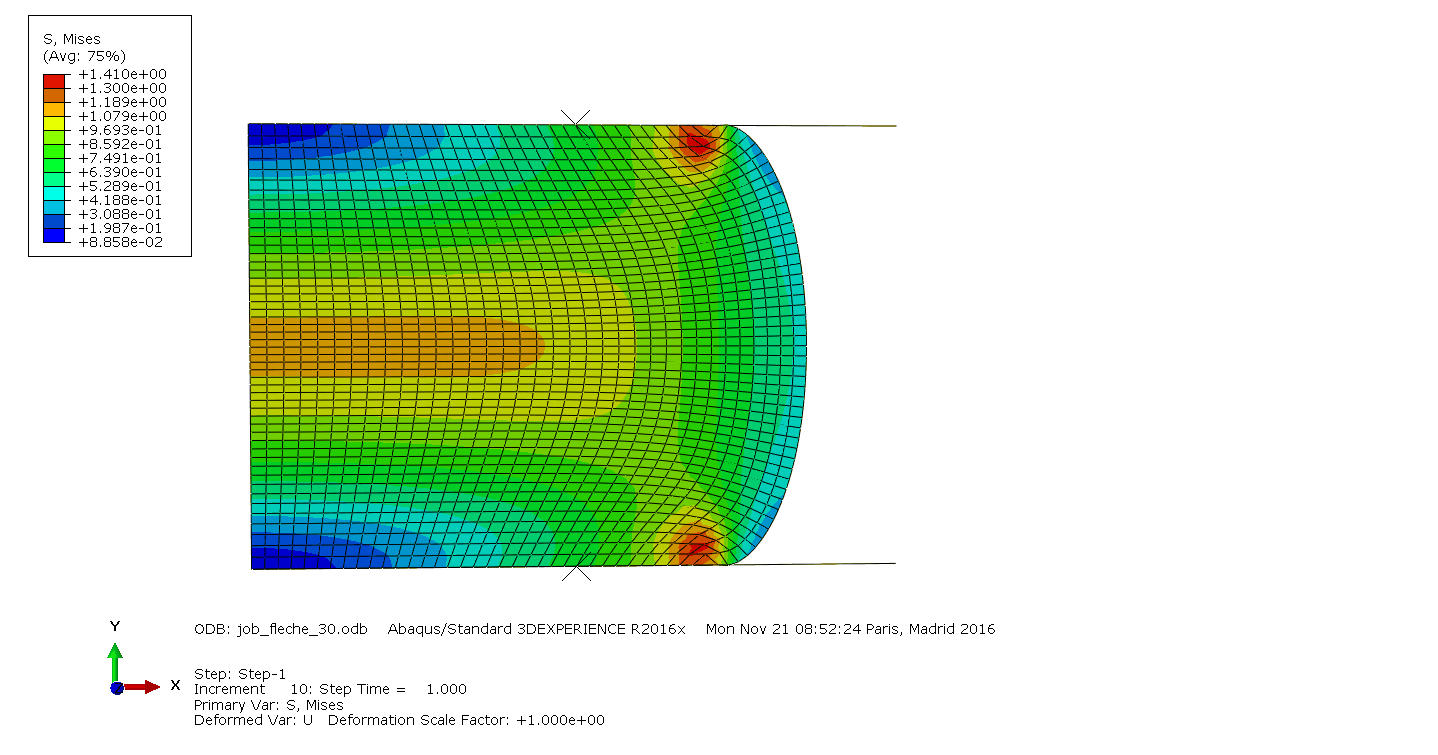 S, Mises
(Avg: 75%)
+1.410e+00
+1.300e+00
+1.189e+00
+1.079e+00
+9.693e-01
+8.592e-01
+7.491e-01
+6.390e-01
+5.289e-01
+4.188e-01
+3.088e-01
+1.987e-01
+8.858e-02
Y
X
ODB: job_fleche_30.odb Abaqus/Standard 3DEXPERIENCE R2016x Mon Nov 21 08:52:24 Paris, Madrid 2016
Step: Step-1
Increment 10: Step Time = 1.000
Primary Var: S, Mises
Deformed Var: U Deformation Scale Factor: +1.000e+00